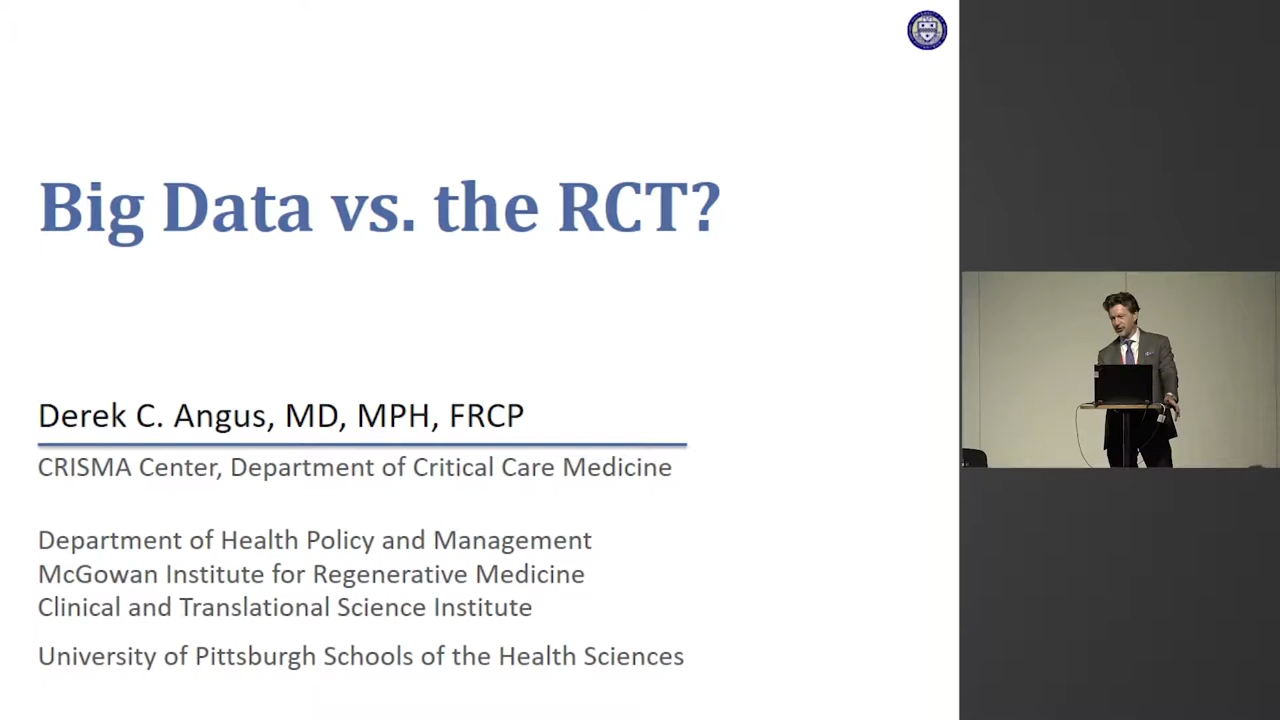 Big Data vs. the RCT?
Derek C. Angus, MD, MPH, FRCP
CRISMA Center, Department of Critical Care Medicine
Department of Health Policy and Management
McGowan Institute for Regenerative Medicine
Clinical and Translational Science Institute
University of Pittsburgh Schools of the Health Sciences